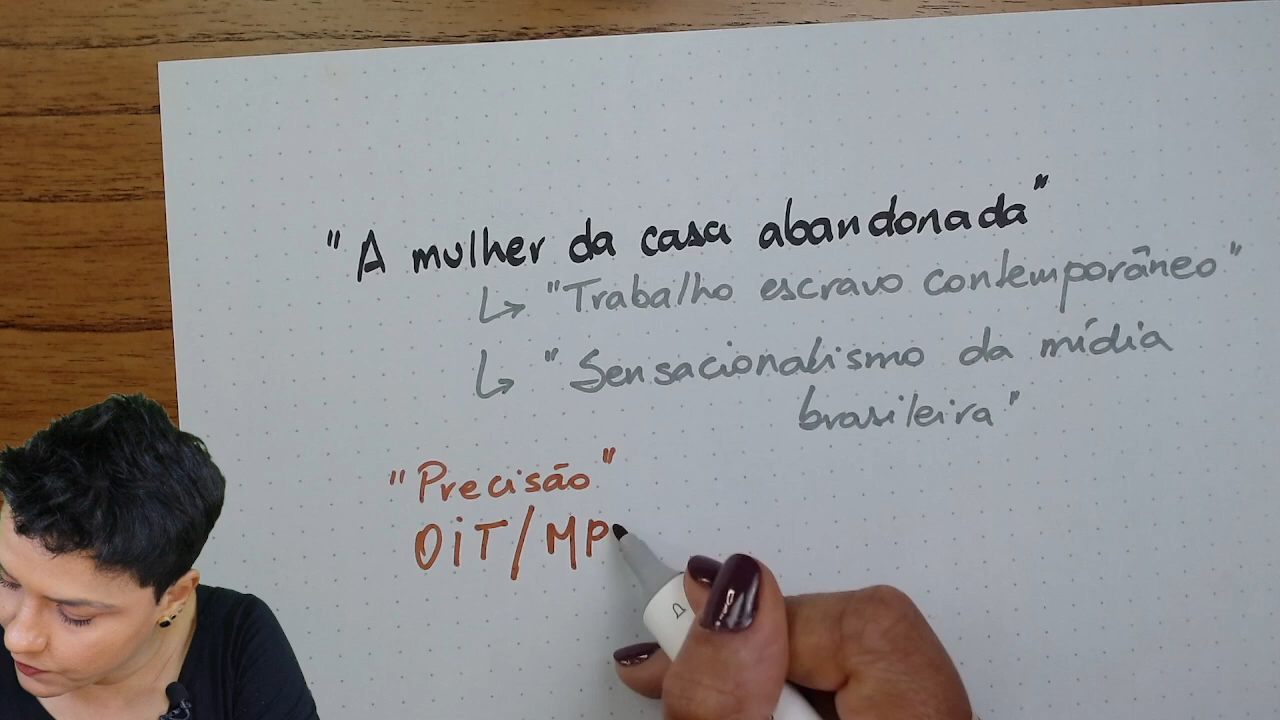 "A mulher da casa abandonada"
↳ "Trabalho escravo contemporâneo"
↳ "Sensacionalismo da mídia
brasileira"
"Precisão"
OiT/MP